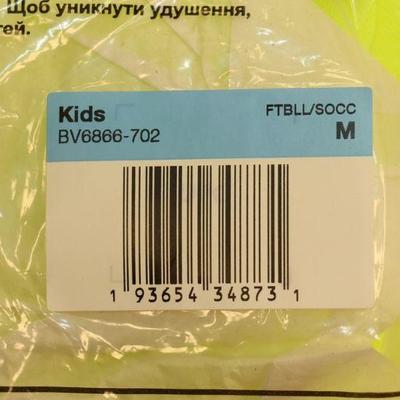 Щоб уникнути удушення,
тей.
Kids FTBLL/SOCC
BV6866-702 M
1 93654 34873 1